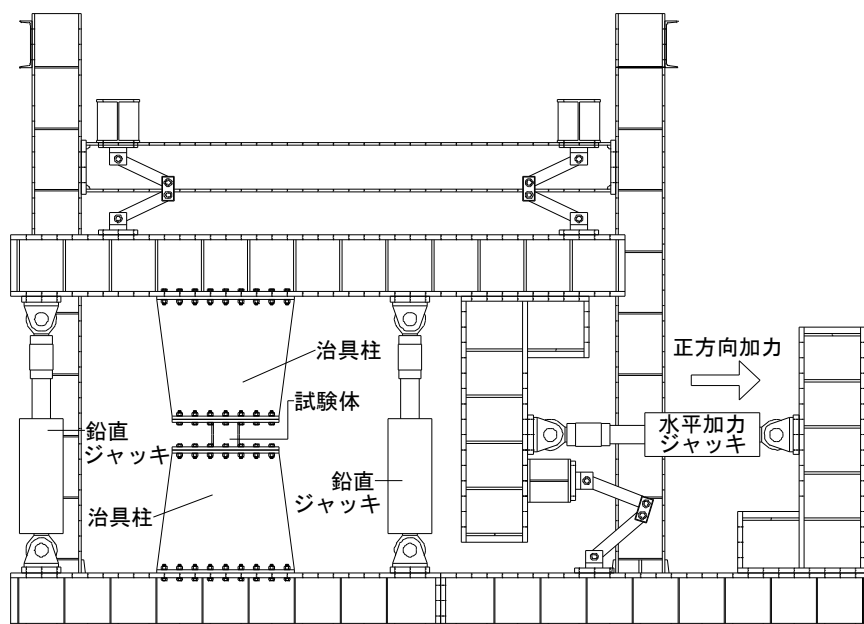 正方向加力
治具柱
試験体
水平加力
ジャッキ
鉛直
ジャッキ
鉛直
ジャッキ
治具柱